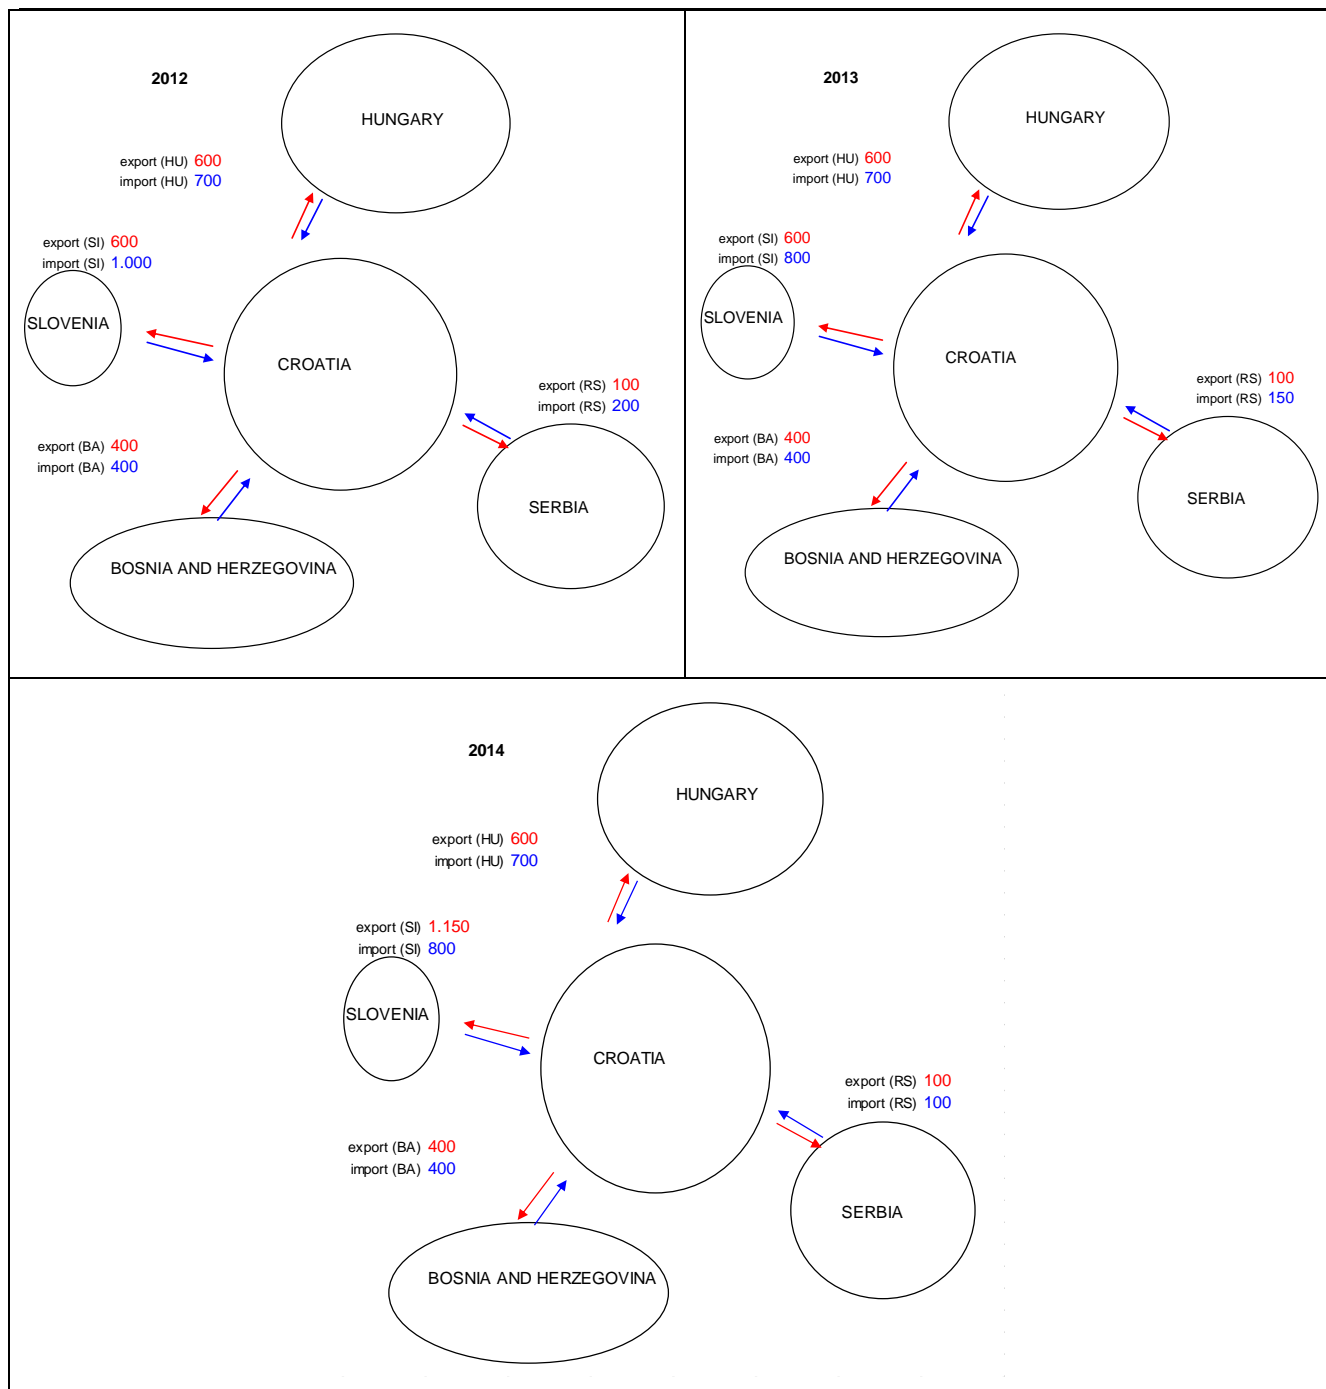 2012
HUNGARY
export (HU) 600
import (HU) 700
export (SI) 600
import (SI) 1.000
SLOVENIA
CROATIA
export (RS) 100
import (RS) 200
export (BA) 400
import (BA) 400
SERBIA
BOSNIA AND HERZEGOVINA
2013
HUNGARY
export (HU) 600
import (HU) 700
export (SI) 600
import (SI) 800
SLOVENIA
CROATIA
export (RS) 100
import (RS) 150
export (BA) 400
import (BA) 400
SERBIA
BOSNIA AND HERZEGOVINA
2014
HUNGARY
export (HU) 600
import (HU) 700
export (SI) 1.150
import (SI) 800
SLOVENIA
CROATIA
export (RS) 100
import (RS) 100
export (BA) 400
import (BA) 400
SERBIA
BOSNIA AND HERZEGOVINA